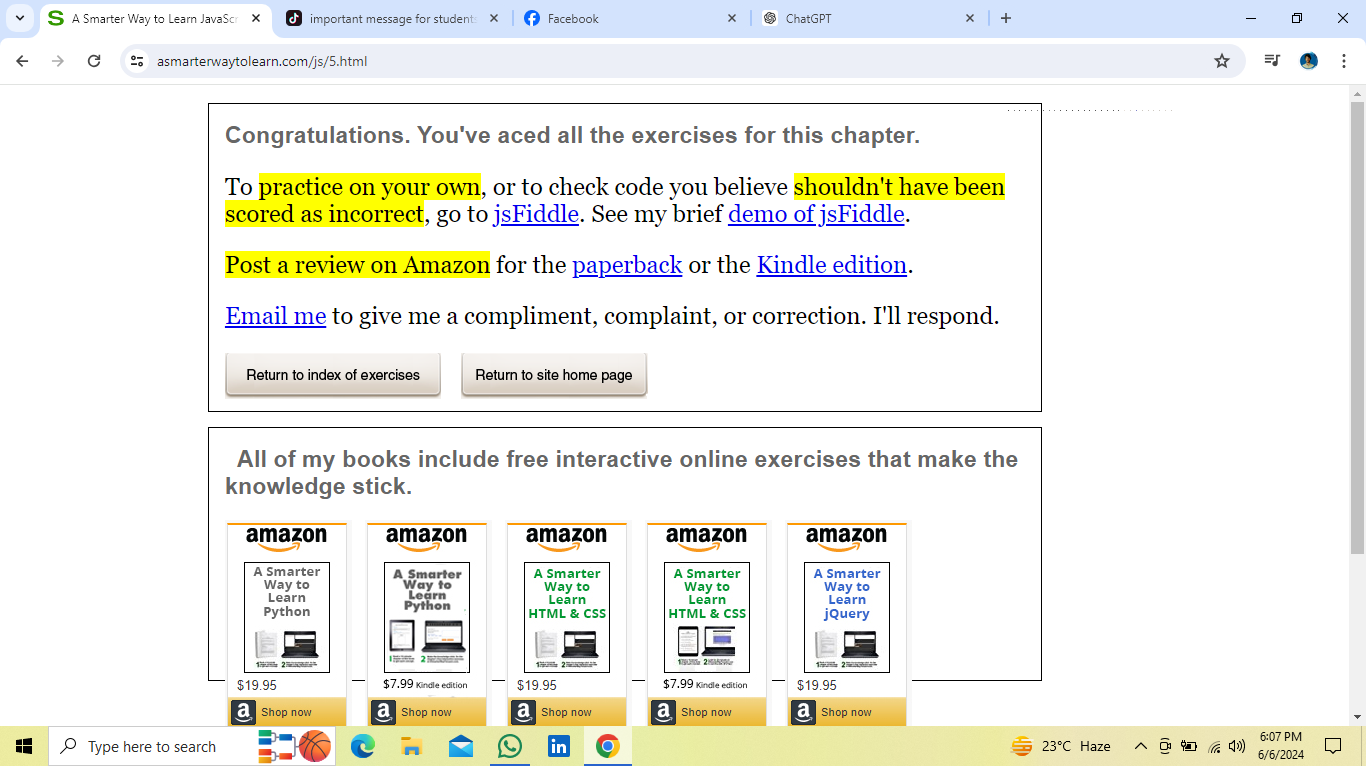 A Smarter Way to Learn JavaScr
important message for students
Facebook
ChatGPT
asmarterwaytolearn.com/js/5.html
Congratulations. You've aced all the exercises for this chapter.
To practice on your own, or to check code you believe shouldn't have been
scored as incorrect, go to jsFiddle. See my brief demo of jsFiddle.
Post a review on Amazon for the paperback or the Kindle edition.
Email me to give me a compliment, complaint, or correction. I'll respond.
Return to index of exercises
Return to site home page
All of my books include free interactive online exercises that make the
knowledge stick.
amazon
A Smarter
Way to
Learn
Python
$19.95
a Shop now
amazon
A Smarter
Way to
Learn
Python
$7.99 Kindle edition
a Shop now
amazon
A Smarter
Way to
Learn
HTML & CSS
$19.95
a Shop now
amazon
A Smarter
Way to
Learn
HTML & CSS
$7.99 Kindle edition
a Shop now
amazon
A Smarter
Way to
Learn
jQuery
$19.95
a Shop now
Type here to search
23°C Haze
6:07 PM
6/6/2024